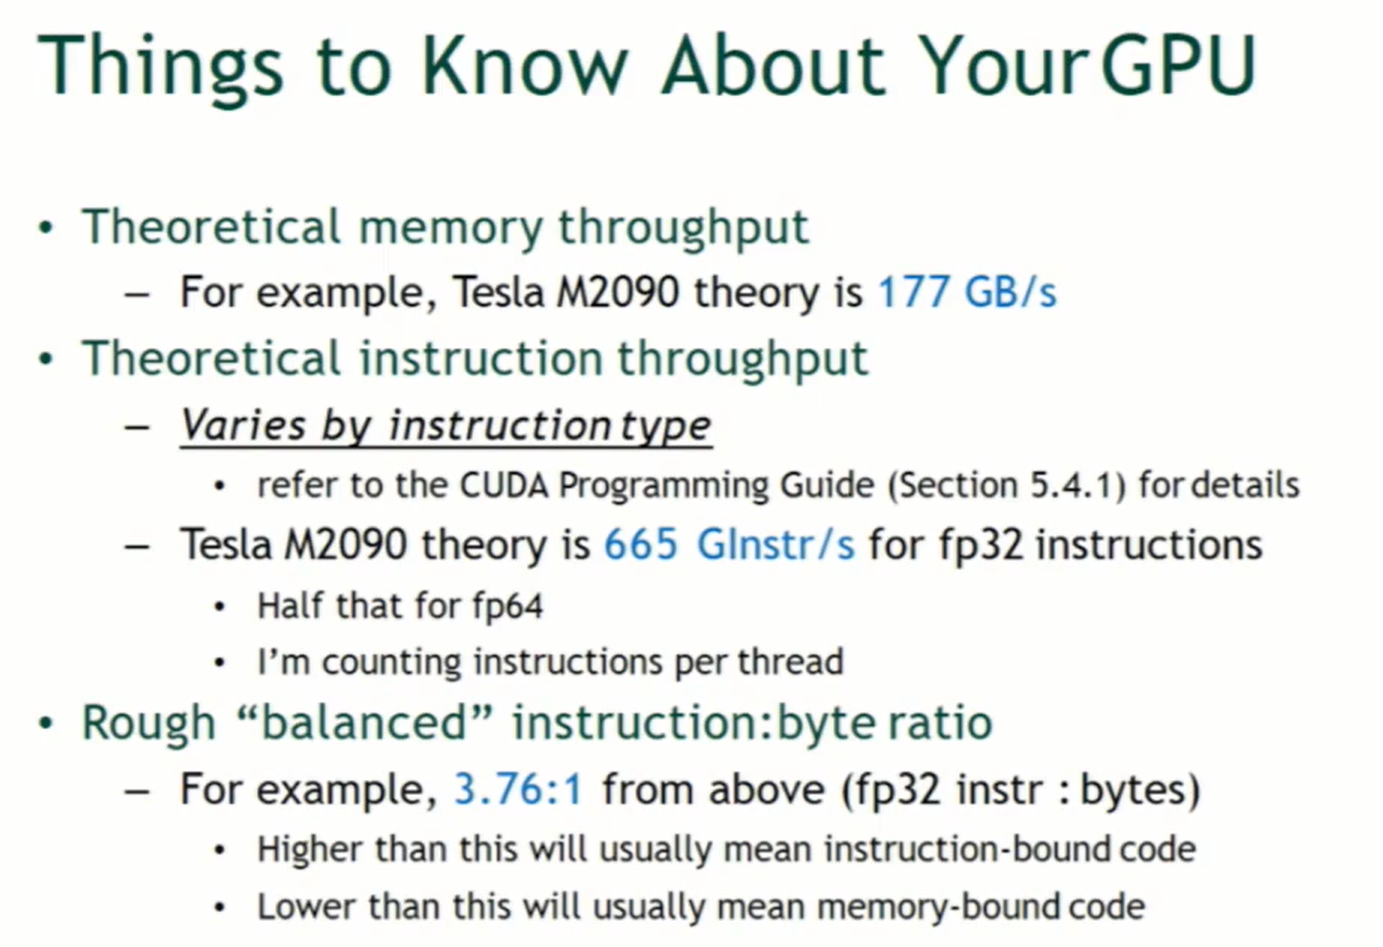 Things to Know About Your GPU
• Theoretical memory throughput
– For example, Tesla M2090 theory is 177 GB/s
• Theoretical instruction throughput
– Varies by instruction type
• refer to the CUDA Programming Guide (Section 5.4.1) for details
– Tesla M2090 theory is 665 GInstr/s for fp32 instructions
• Half that for fp64
• I’m counting instructions per thread
• Rough “balanced” instruction:byte ratio
– For example, 3.76:1 from above (fp32 instr : bytes)
• Higher than this will usually mean instruction-bound code
• Lower than this will usually mean memory-bound code